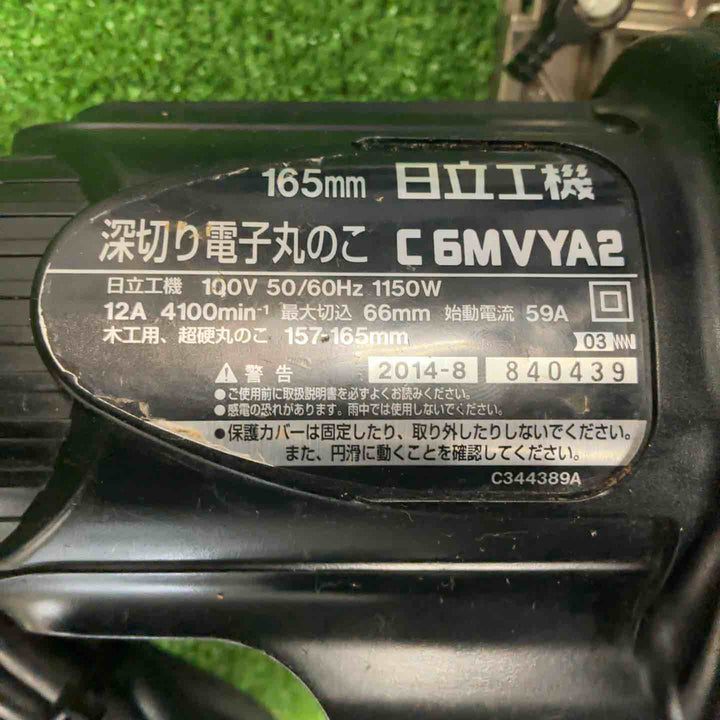 165mm 日立工機
深切り電子丸のこ C6MVYA2
日立工機 100V 50/60Hz 1150W
12A 4100min⁻¹ 最大切込 66mm 始動電流 59A
木工用、超硬丸のこ 157-165mm 03
警告 2014-8 840439
●ご使用前に取扱説明書を必ずよくお読みください。
●感電の恐れがあります。雨中では使用しないでください。
●保護カバーは固定したり、取り外したりしないでください。
また、円滑に動くことを確認してください。
C344389A